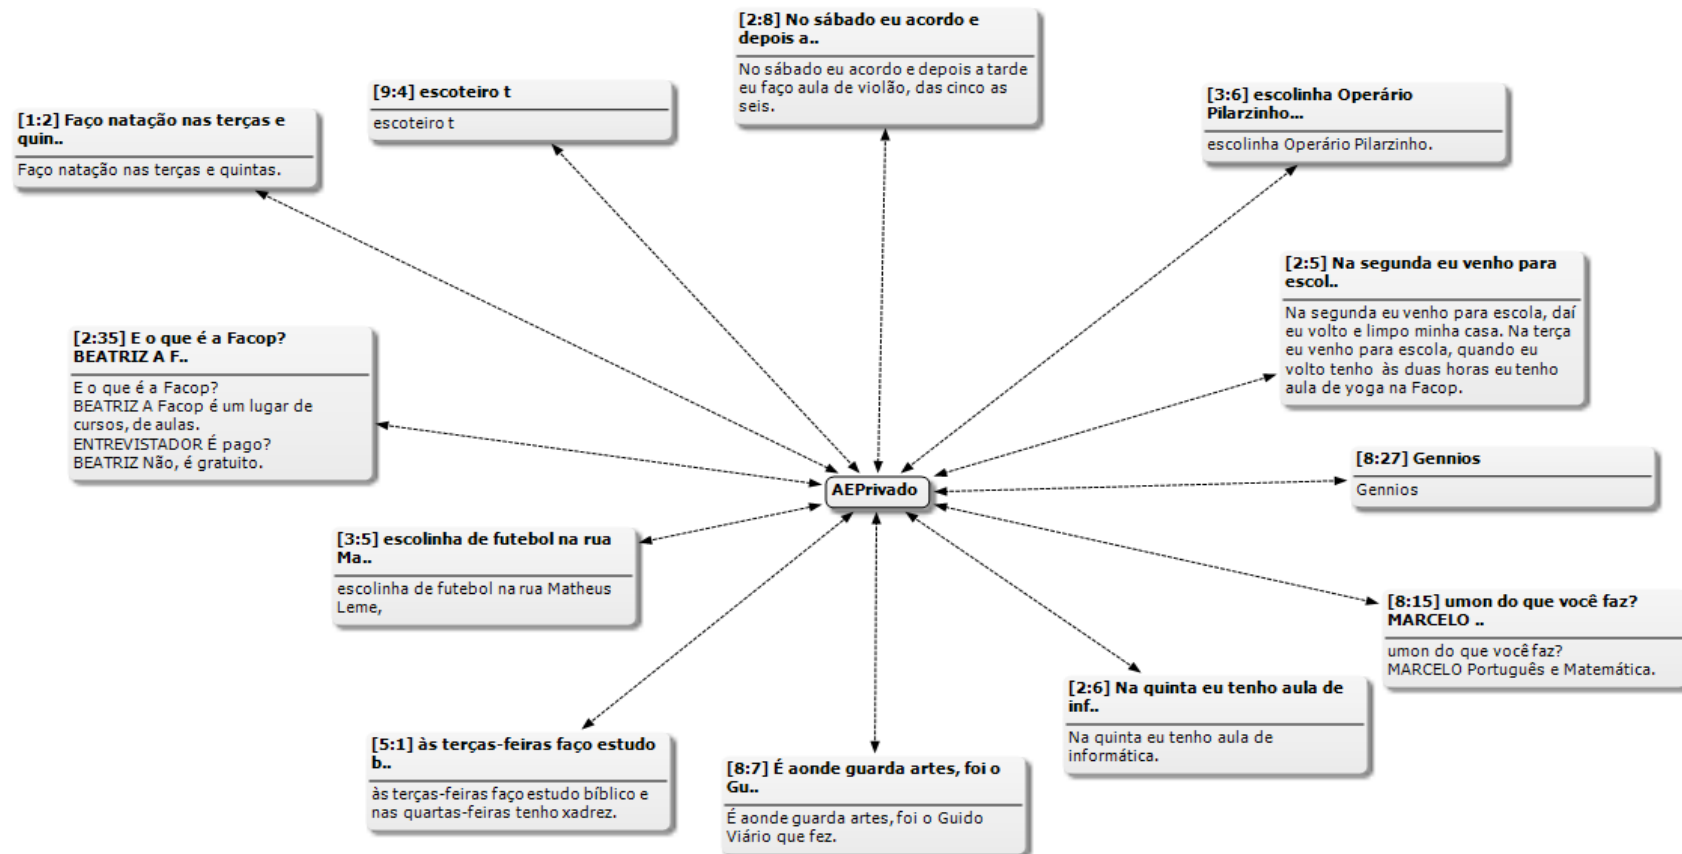 [2:8] No sábado eu acordo e
depois a..
No sábado eu acordo e depois a tarde
eu faço aula de violão, das cinco as
seis.
[9:4] escoteiro t
escoteiro t
[3:6] escolinha Operário
Pilarzinho...
escolinha Operário Pilarzinho.
[1:2] Faço natação nas terças e
quin..
Faço natação nas terças e quintas.
[2:5] Na segunda eu venho para
escol..
Na segunda eu venho para escola, daí
eu volto e limpo minha casa. Na terça
eu venho para escola, quando eu
volto tenho às duas horas eu tenho
aula de yoga na Facop.
[2:35] E o que é a Facop?
BEATRIZ A F..
E o que é a Facop?
BEATRIZ A Facop é um lugar de
cursos, de aulas.
ENTREVISTADOR É pago?
BEATRIZ Não, é gratuito.
[8:27] Gennios
Gennios
AEPrivado
[3:5] escolinha de futebol na rua
Ma..
escolinha de futebol na rua Matheus
Leme,
[8:15] umon do que você faz?
MARCELO ..
umon do que você faz?
MARCELO Português e Matemática.
[2:6] Na quinta eu tenho aula de
inf..
Na quinta eu tenho aula de
informática.
[5:1] às terças-feiras faço estudo
b..
às terças-feiras faço estudo bíblico e
nas quartas-feiras tenho xadrez.
[8:7] É aonde guarda artes, foi o
Gu..
É aonde guarda artes, foi o Guido
Viário que fez.